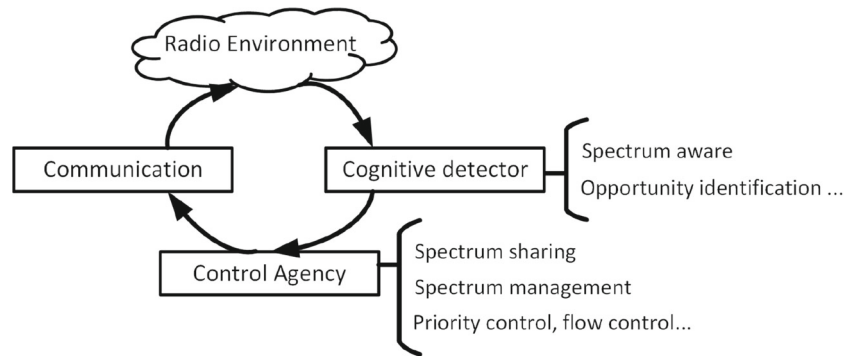 Radio Environment
Communication
Cognitive detector
Spectrum aware
Opportunity identification ...
Control Agency
Spectrum sharing
Spectrum management
Priority control, flow control...